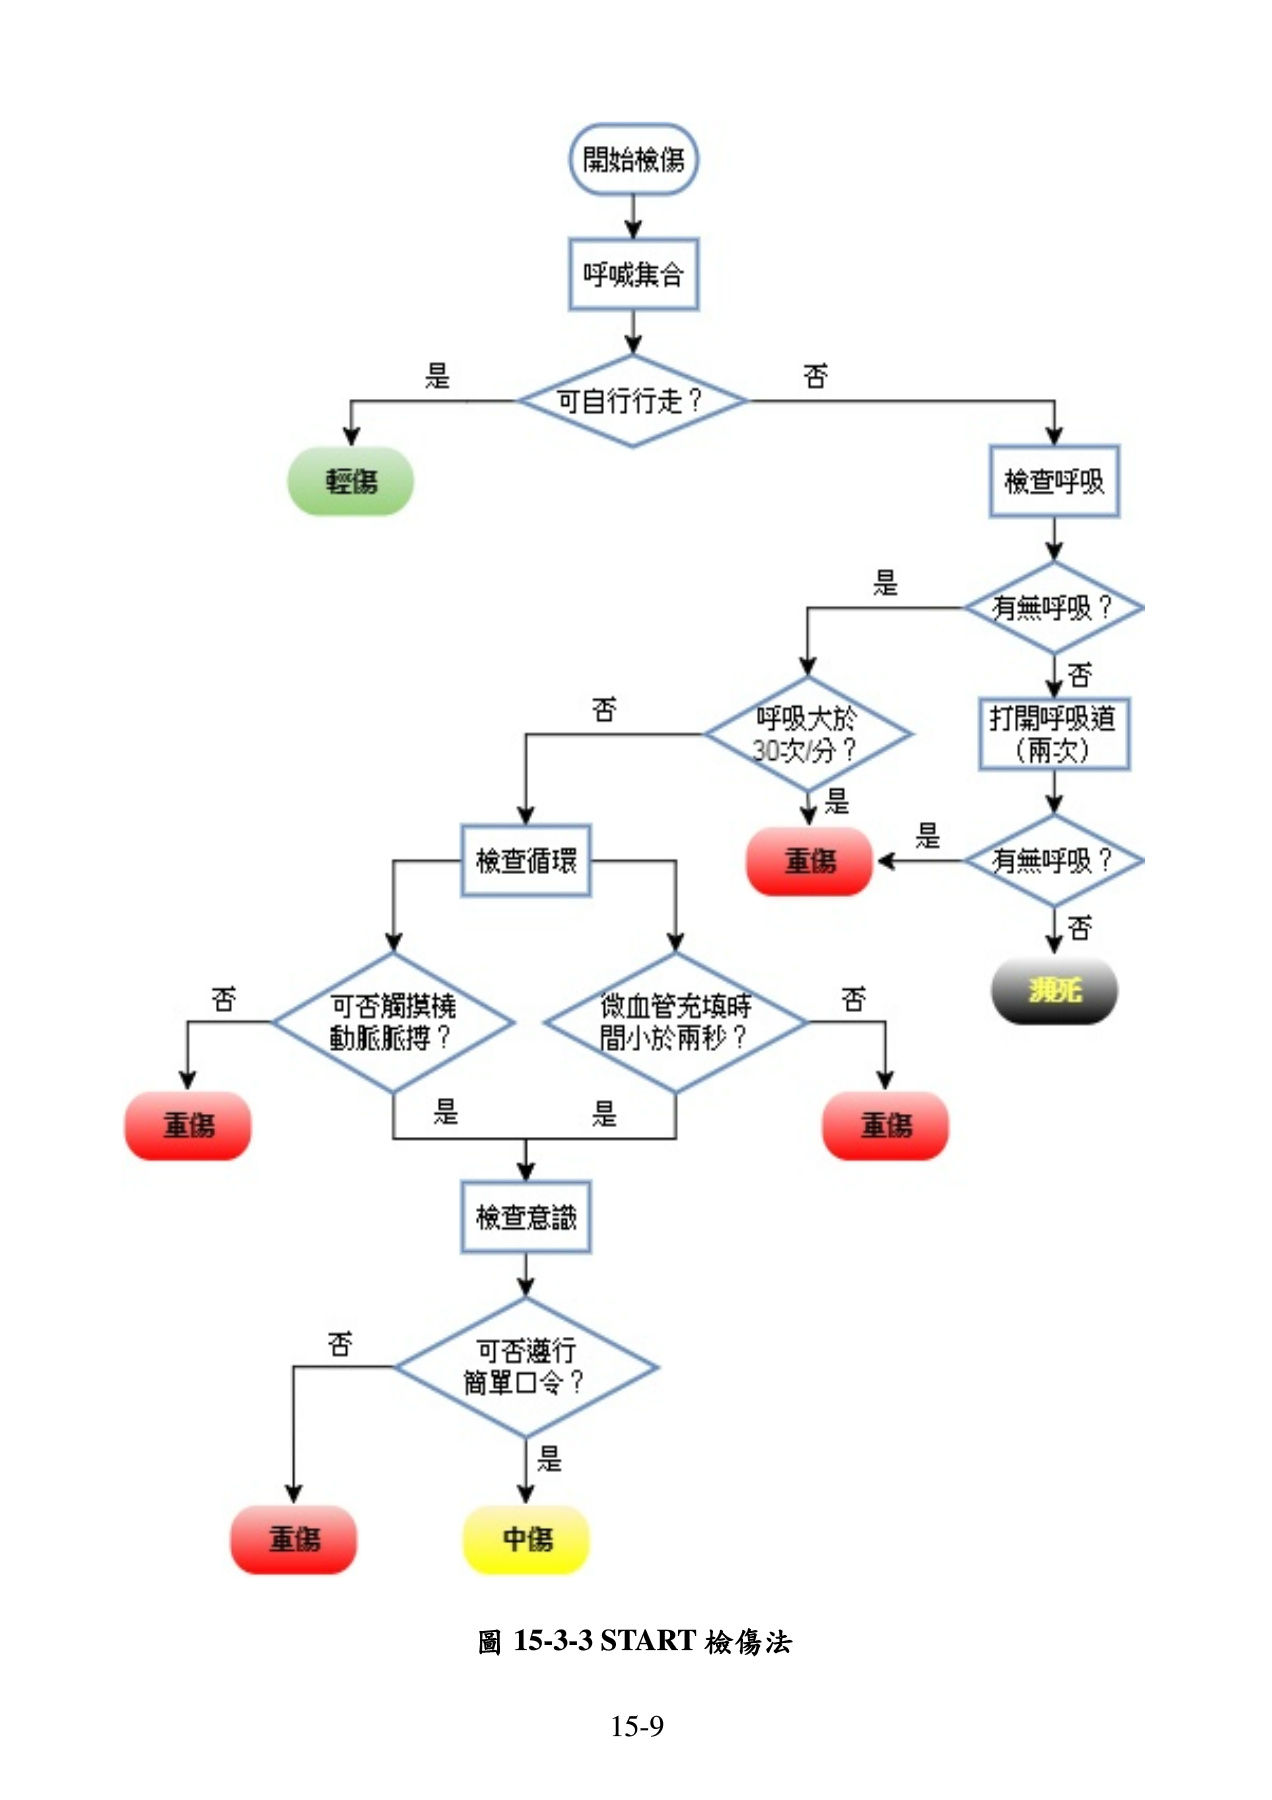 開始檢傷
呼喊集合
可自行行走？
是
否
輕傷
檢查呼吸
有無呼吸？
是
否
打開呼吸道
（兩次）
呼吸大於
30次/分？
否
是
重傷
有無呼吸？
是
否
瀕死
檢查循環
可否觸摸橈
動脈脈搏？
否
是
重傷
微血管充填時
間小於兩秒？
否
是
重傷
檢查意識
可否遵行
簡單口令？
否
是
重傷
中傷
圖 15-3-3 START 檢傷法
15-9